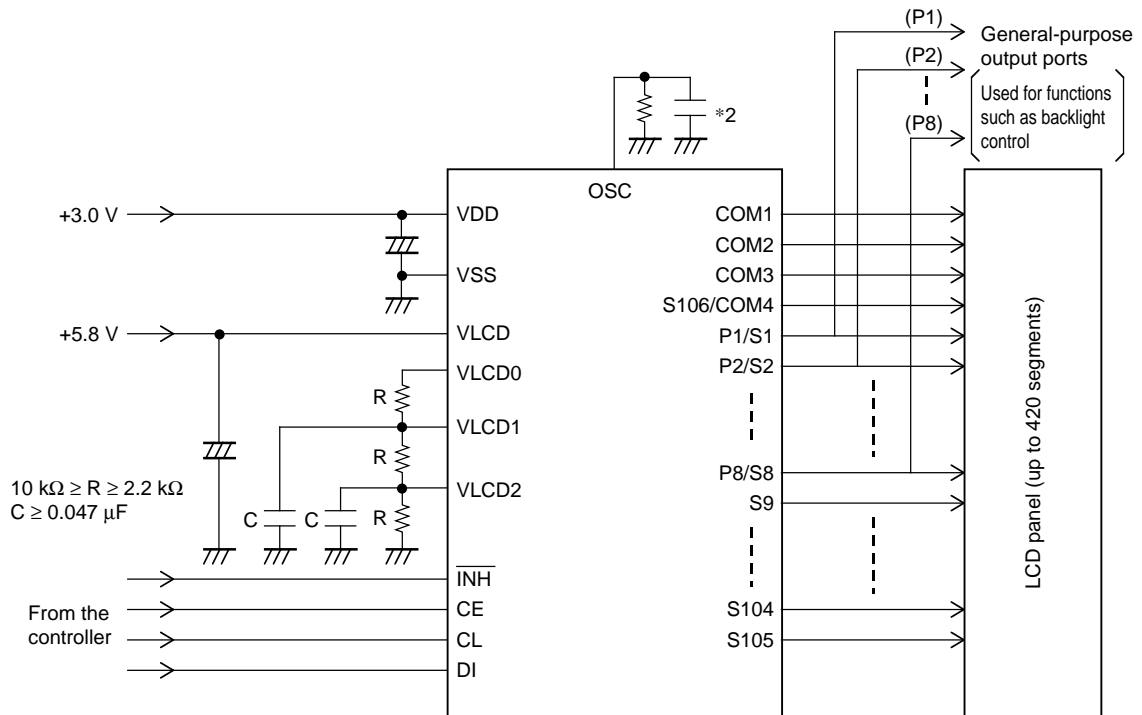 (P1)
General-purpose
output ports
(P2)
Used for functions
such as backlight
control
(P8)
*2
OSC
+3.0 V
VDD
COM1
COM2
VSS
COM3
S106/COM4
+5.8 V
VLCD
P1/S1
VLCD0
P2/S2
R
VLCD1
R
10 kΩ ≥ R ≥ 2.2 kΩ
C ≥ 0.047 μF
VLCD2
P8/S8
C
C
R
S9
LCD panel (up to 420 segments)
INH
From the
controller
CE
S104
CL
S105
DI